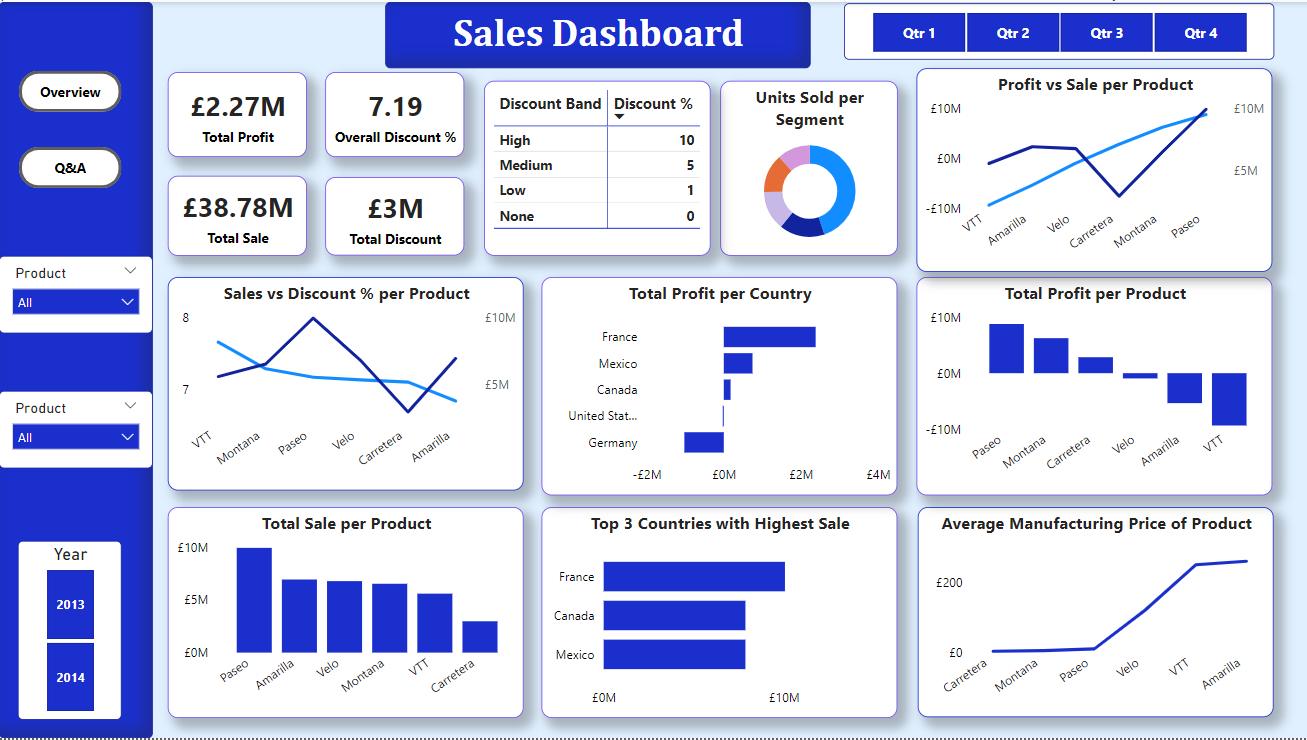 Sales Dashboard
Qtr 1 Qtr 2 Qtr 3 Qtr 4
Overview
Q&A
Product
All
Product
All
Year
2013
2014
£2.27M
Total Profit
7.19
Overall Discount %
£38.78M
Total Sale
£3M
Total Discount
Discount Band Discount %
High 10
Medium 5
Low 1
None 0
Units Sold per
Segment
Profit vs Sale per Product
£10M £10M
£0M
£5M
-£10M
VTT Amarilla Velo Carretera Montana Paseo
Sales vs Discount % per Product
8 £10M
7 £5M
VTT Montana Paseo Velo Carretera Amarilla
Total Profit per Country
France
Mexico
Canada
United Stat...
Germany
-£2M £0M £2M £4M
Total Profit per Product
£10M
£0M
-£10M
Paseo Montana Carretera Velo Amarilla VTT
Total Sale per Product
£10M
£5M
£0M
Paseo Amarilla Velo Montana VTT Carretera
Top 3 Countries with Highest Sale
France
Canada
Mexico
£0M £10M
Average Manufacturing Price of Product
£200
£0
Carretera Montana Paseo Velo VTT Amarilla